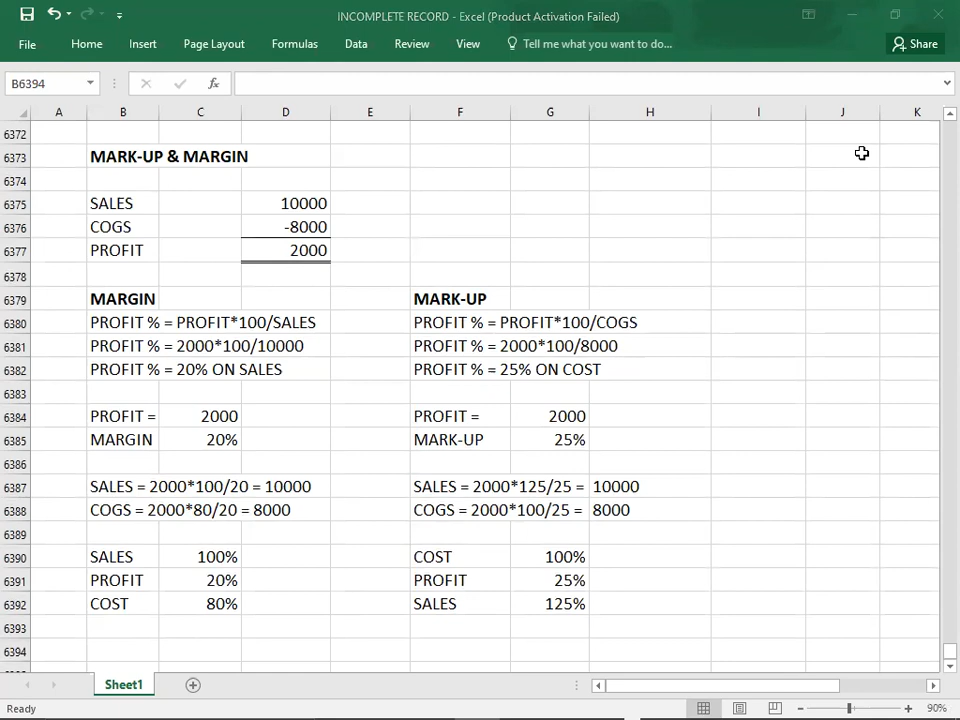 INCOMPLETE RECORD - Excel (Product Activation Failed)
File Home Insert Page Layout Formulas Data Review View Tell me what you want to do... Share
B6394 fx
A B C D E F G H I J K
6372
6373 MARK-UP & MARGIN
6374
6375 SALES 10000
6376 COGS -8000
6377 PROFIT 2000
6378
6379 MARGIN MARK-UP
6380 PROFIT % = PROFIT*100/SALES PROFIT % = PROFIT*100/COGS
6381 PROFIT % = 2000*100/10000 PROFIT % = 2000*100/8000
6382 PROFIT % = 20% ON SALES PROFIT % = 25% ON COST
6383
6384 PROFIT = 2000 PROFIT = 2000
6385 MARGIN 20% MARK-UP 25%
6386
6387 SALES = 2000*100/20 = 10000 SALES = 2000*125/25 = 10000
6388 COGS = 2000*80/20 = 8000 COGS = 2000*100/25 = 8000
6389
6390 SALES 100% COST 100%
6391 PROFIT 20% PROFIT 25%
6392 COST 80% SALES 125%
6393
6394
Sheet1
Ready 90%